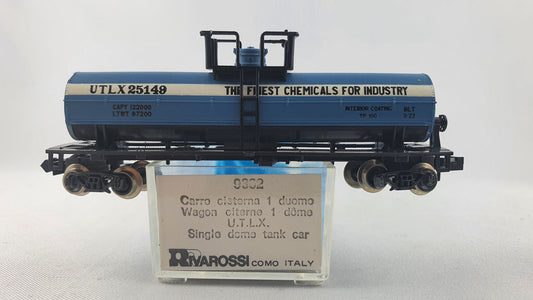 UTLX 25149 THE FINEST CHEMICALS FOR INDUSTRY
CAPY 122000
LTWT 67200
INTERIOR COATING
TP 100
BLT
9332
Carro cisterna 1 duomo
Wagon citerne 1 dôme
U.T.L.X.
Single dome tank car
RIVAROSSI COMO ITALY